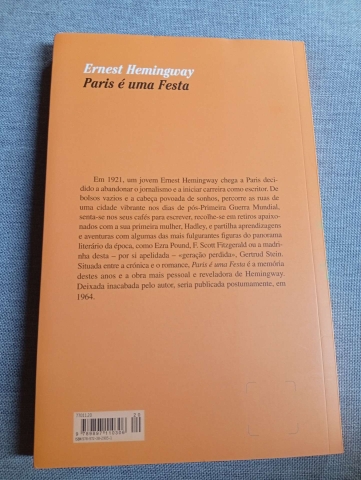 Ernest Hemingway
Paris é uma Festa
Em 1921, um jovem Ernest Hemingway chega a Paris deci-
dido a abandonar o jornalismo e a iniciar carreira como escritor. De
bolsos vazios e a cabeça povoada de sonhos, percorre as ruas de
uma cidade vibrante nos dias de pós-Primeira Guerra Mundial,
senta-se nos seus cafés para escrever, recolhe-se em retiros apaixo-
nados com a sua primeira mulher, Hadley, e partilha aprendizagens
e aventuras com algumas das mais fulgurantes figuras do panorama
literário da época, como Ezra Pound, F. Scott Fitzgerald ou a madri-
nha desta – por si apelidada – «geração perdida», Gertrud Stein.
Situada entre a crónica e o romance, Paris é uma Festa é a memória
destes anos e a obra mais pessoal e reveladora de Hemingway.
Deixada inacabada pelo autor, seria publicada postumamente, em
1964.